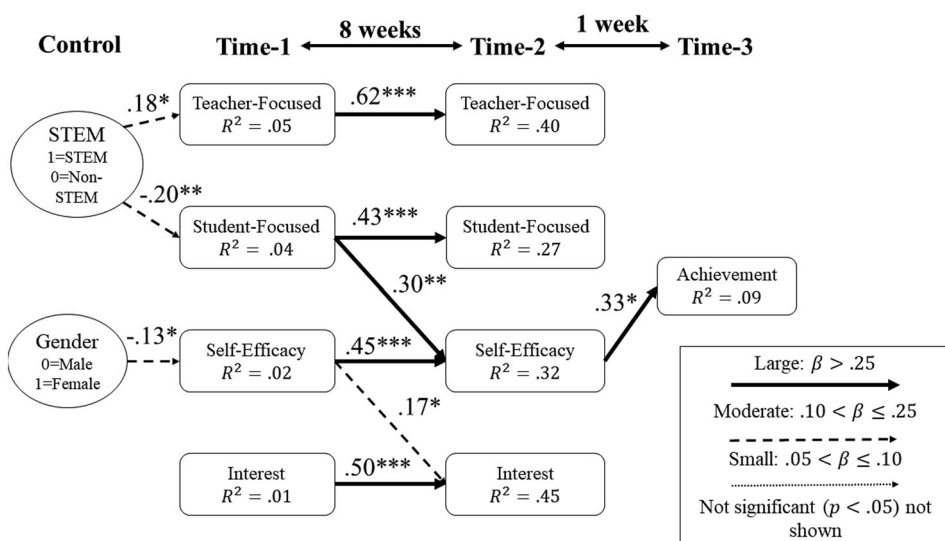 Control
Time-1
8 weeks
Time-2
1 week
Time-3
STEM
1=STEM
0=Non-
STEM
.18*
-.20**
Teacher-Focused
R² = .05
.62***
Teacher-Focused
R² = .40
Student-Focused
R² = .04
.43***
.30**
Student-Focused
R² = .27
Gender
0=Male
1=Female
-.13*
Self-Efficacy
R² = .02
.45***
.17*
Self-Efficacy
R² = .32
.33*
Achievement
R² = .09
Interest
R² = .01
.50***
Interest
R² = .45
Large: β > .25
Moderate: .10 < β ≤ .25
Small: .05 < β ≤ .10
Not significant (p < .05) not
shown